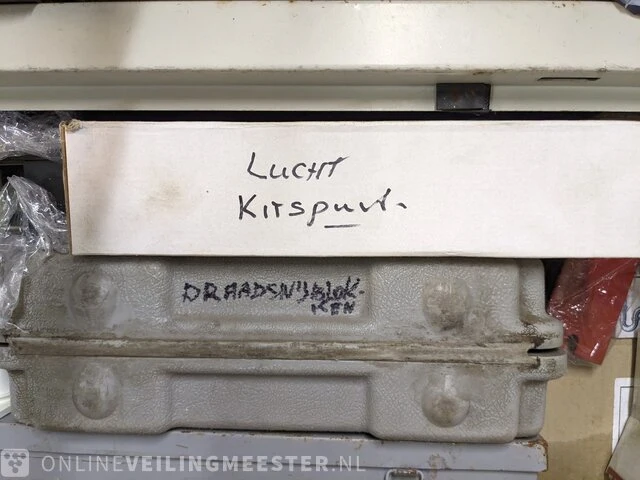 LUCHT
Kitspuit.
DRAADSNIJBLOK-
KEN
ONLINEVEILINGMEESTER.NL